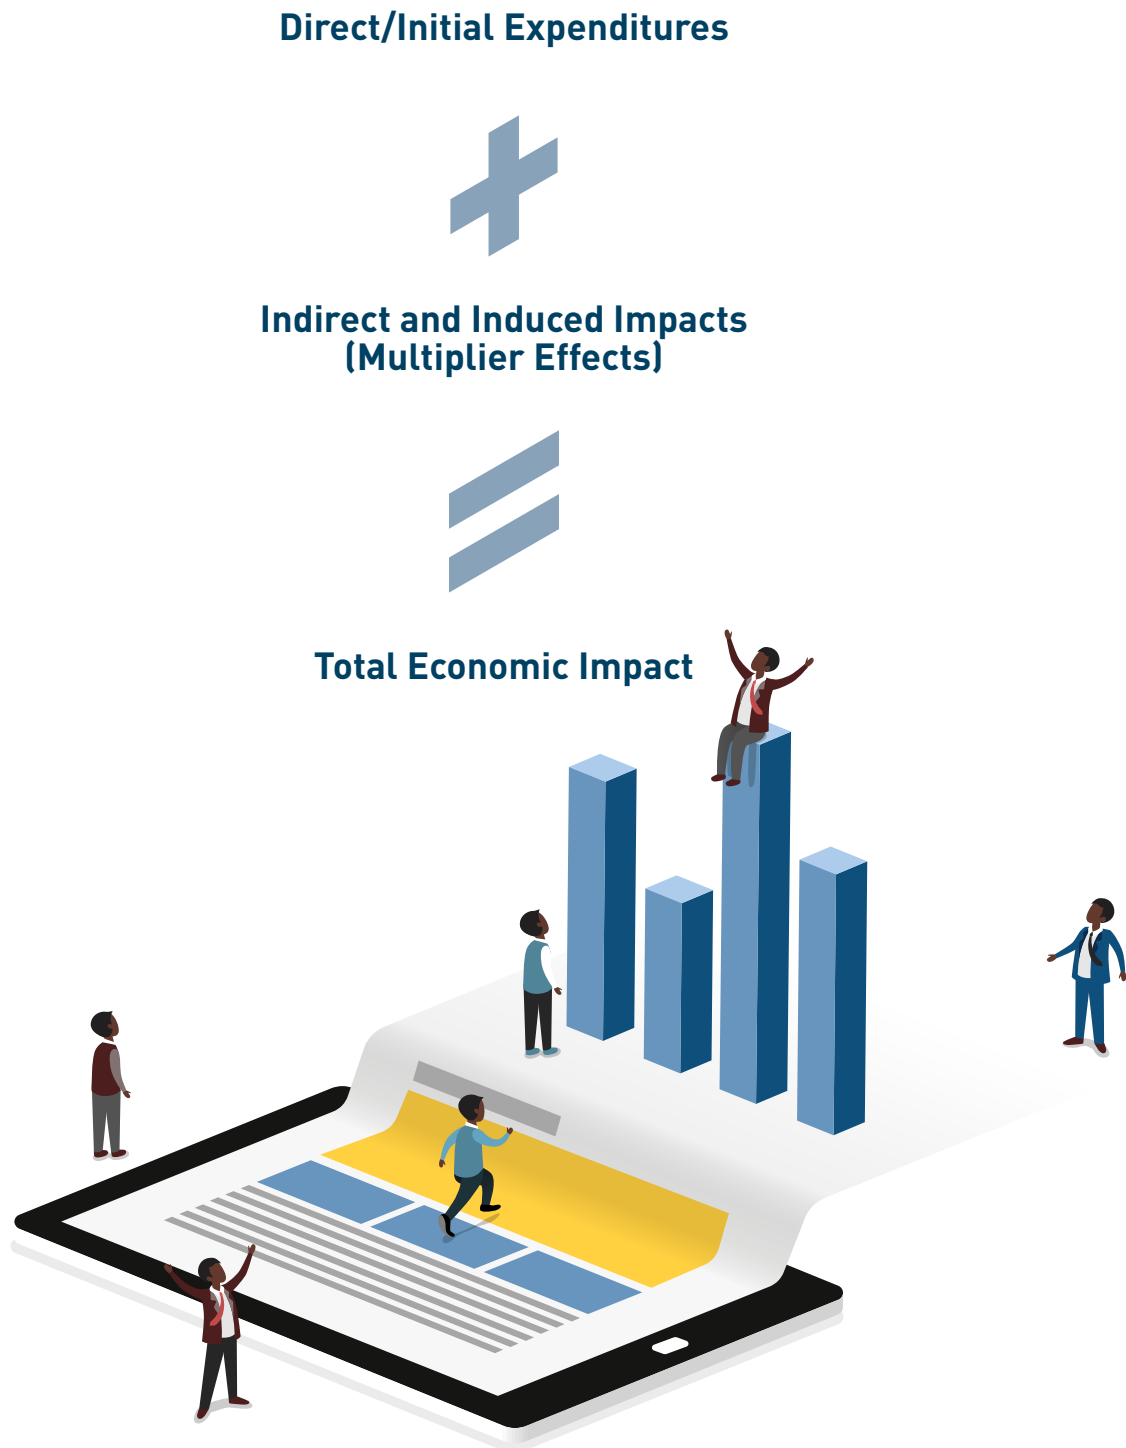 Direct/Initial Expenditures
Indirect and Induced Impacts
(Multiplier Effects)
Total Economic Impact